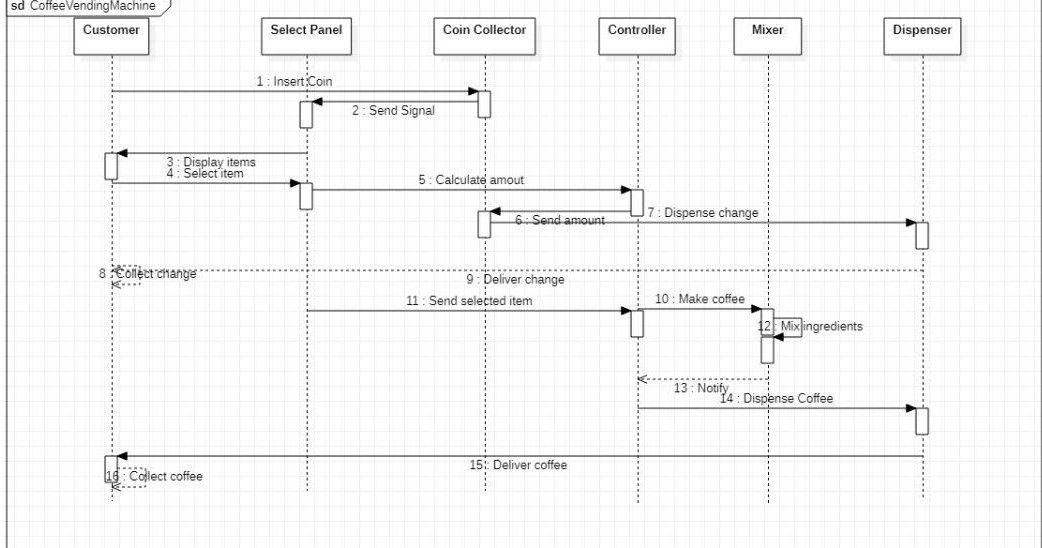 sd CoffeeVendingMachine
Customer
Select Panel
Coin Collector
Controller
Mixer
Dispenser
1 : Insert Coin
2 : Send Signal
3 : Display items
4 : Select item
5 : Calculate amout
6 : Send amount
7 : Dispense change
8 : Collect change
9 : Deliver change
10 : Make coffee
11 : Send selected item
12 : Mix ingredients
13 : Notify
14 : Dispense Coffee
15 : Deliver coffee
16 : Collect coffee